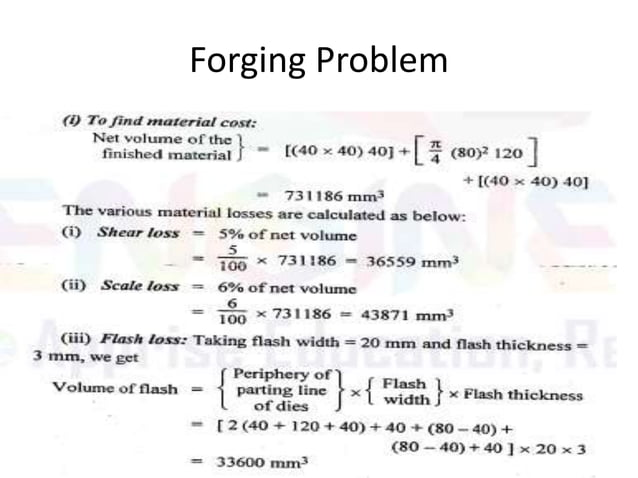 Forging Problem
(i) To find material cost:
Net volume of the finished material } = [(40 × 40) 40] + [ π/4 (80)² 120 ]
+ [(40 × 40) 40]
= 731186 mm³
The various material losses are calculated as below:
(i) Shear loss = 5% of net volume
= 5/100 × 731186 = 36559 mm³
(ii) Scale loss = 6% of net volume
= 6/100 × 731186 = 43871 mm³
(iii) Flash loss: Taking flash width = 20 mm and flash thickness =
3 mm, we get
Volume of flash = { Periphery of parting line of dies } × { Flash width } × Flash thickness
= [ 2 (40 + 120 + 40) + 40 + (80 – 40) +
(80 – 40) + 40 ] × 20 × 3
= 33600 mm³